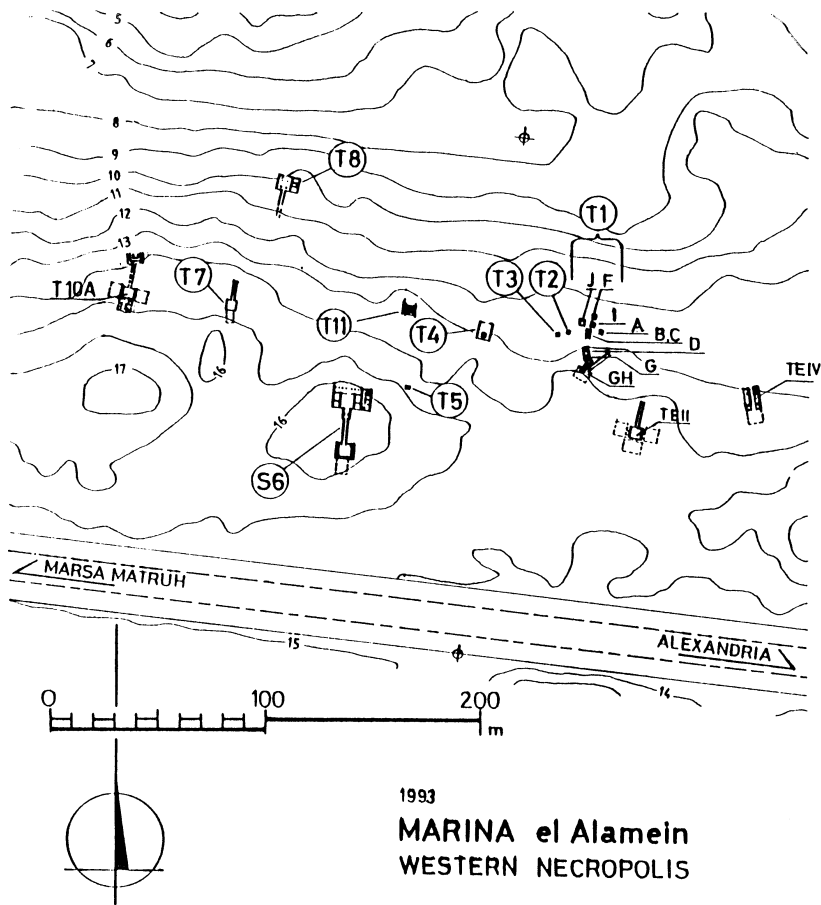 5
6
7
8
9
10
11
12
13
T8
T1
T3
T2
T7
T10A
T11
T4
J F
I
A
B,C
D
G
GH
T5
TE IV
TE II
17
16
16
S6
MARSA MATRUH
ALEXANDRIA
15
14
0 100 200
m
1993
MARINA el Alamein
WESTERN NECROPOLIS